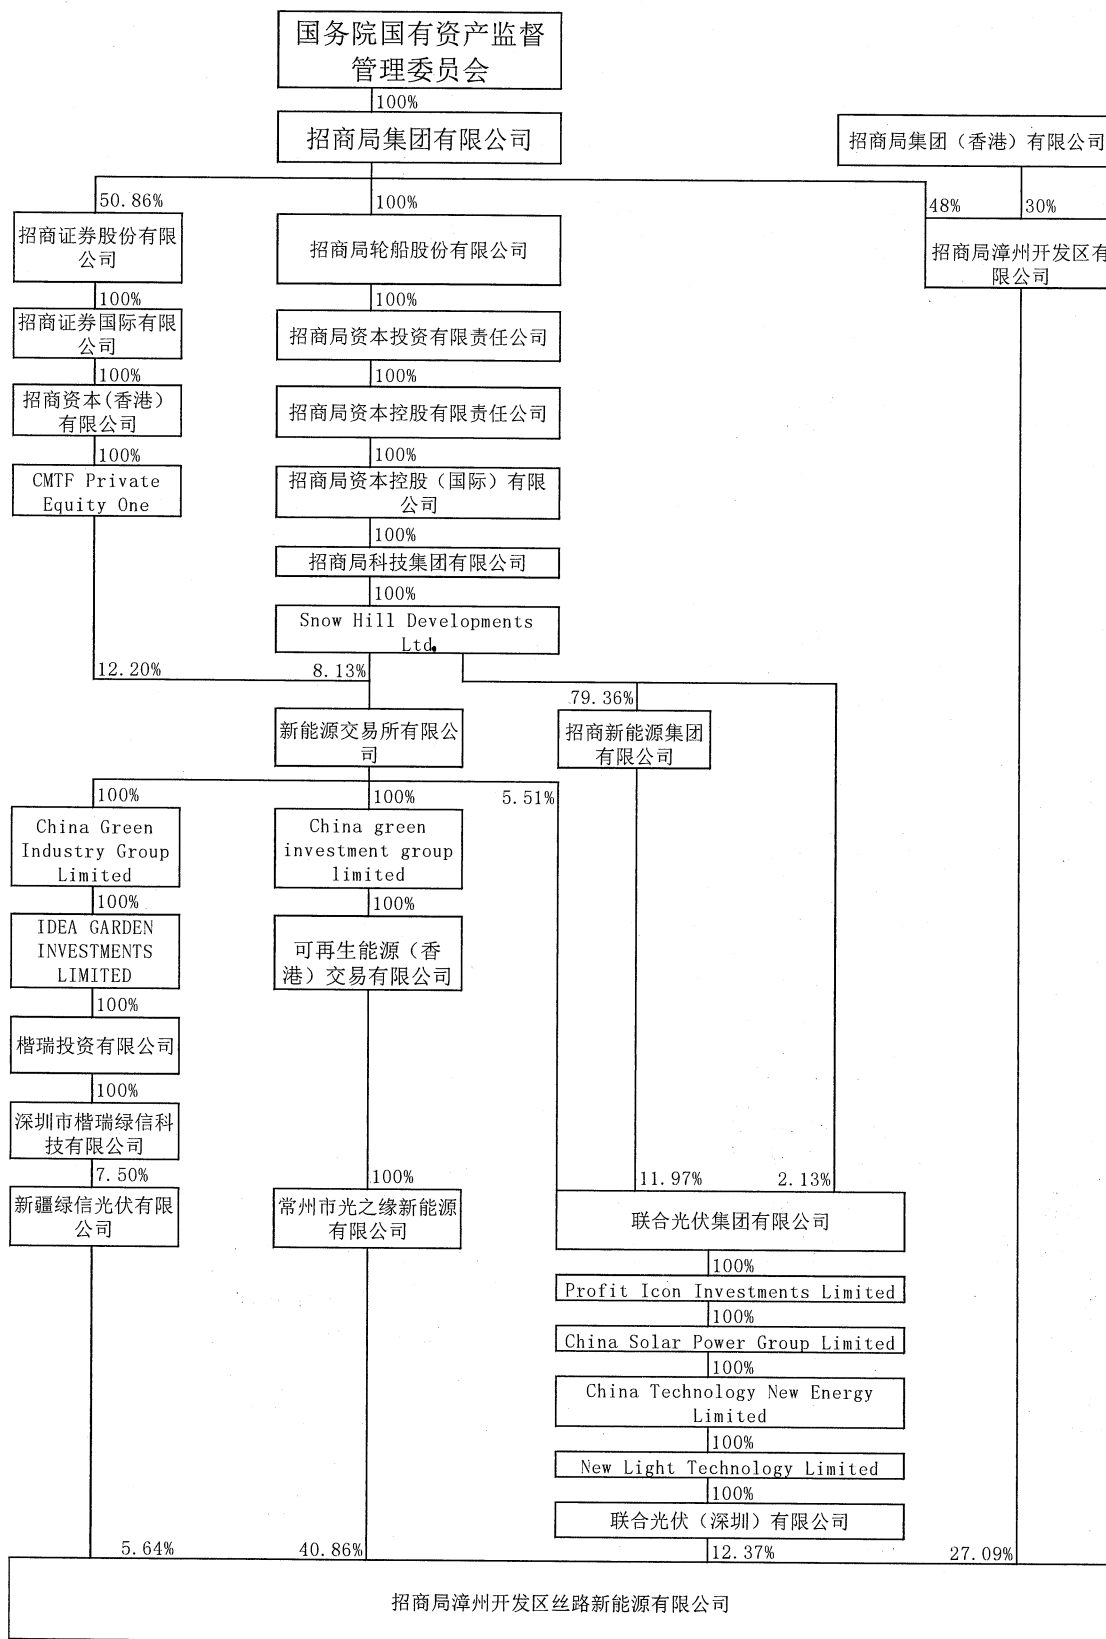 国务院国有资产监督
管理委员会
100%
招商局集团有限公司
招商局集团（香港）有限公司
50.86%
100%
48%
30%
招商证券股份有限
公司
招商局轮船股份有限公司
招商局漳州开发区有
限公司
100%
100%
招商证券国际有限
公司
招商局资本投资有限责任公司
100%
100%
招商资本(香港)
有限公司
招商局资本控股有限责任公司
100%
100%
CMTF Private
Equity One
招商局资本控股（国际）有限
公司
100%
招商局科技集团有限公司
100%
Snow Hill Developments
Ltd.
12.20%
8.13%
79.36%
新能源交易所有限公
司
招商新能源集团
有限公司
100%
100%
5.51%
China Green
Industry Group
Limited
China green
investment group
limited
100%
100%
IDEA GARDEN
INVESTMENTS
LIMITED
可再生能源（香
港）交易有限公司
100%
楷瑞投资有限公司
100%
深圳市楷瑞绿信科
技有限公司
7.50%
100%
11.97%
2.13%
新疆绿信光伏有限
公司
常州市光之缘新能源
有限公司
联合光伏集团有限公司
100%
Profit Icon Investments Limited
100%
China Solar Power Group Limited
100%
China Technology New Energy
Limited
100%
New Light Technology Limited
100%
联合光伏（深圳）有限公司
5.64%
40.86%
12.37%
27.09%
招商局漳州开发区丝路新能源有限公司